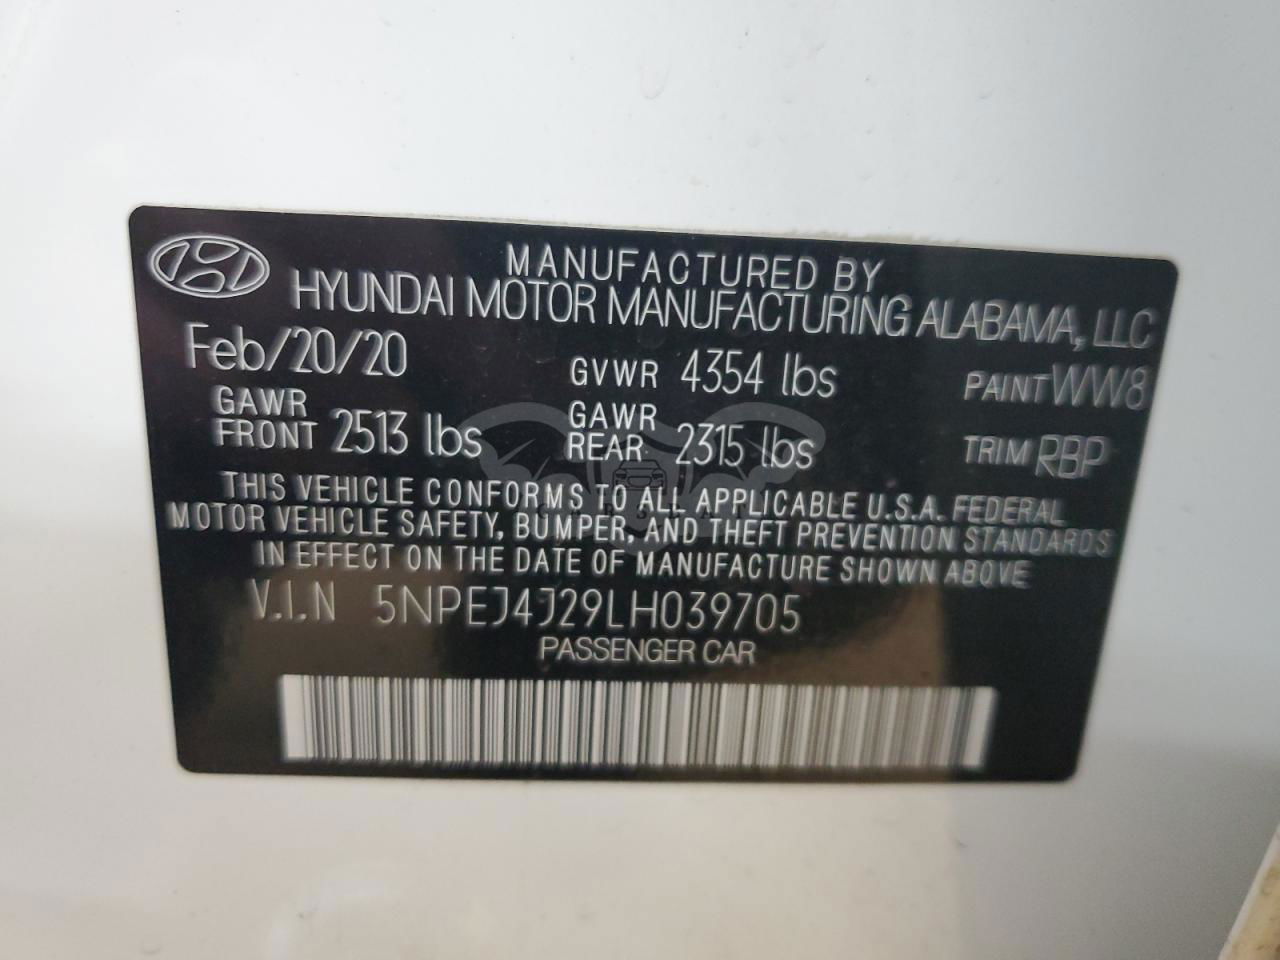 MANUFACTURED BY
HYUNDAI MOTOR MANUFACTURING ALABAMA, LLC
Feb/20/20 GVWR 4354 lbs PAINT WW8
GAWR FRONT 2513 lbs GAWR REAR 2315 lbs TRIM RBP
THIS VEHICLE CONFORMS TO ALL APPLICABLE U.S.A. FEDERAL
MOTOR VEHICLE SAFETY, BUMPER, AND THEFT PREVENTION STANDARDS
IN EFFECT ON THE DATE OF MANUFACTURE SHOWN ABOVE
V.I.N 5NPEJ4J29LH039705
PASSENGER CAR